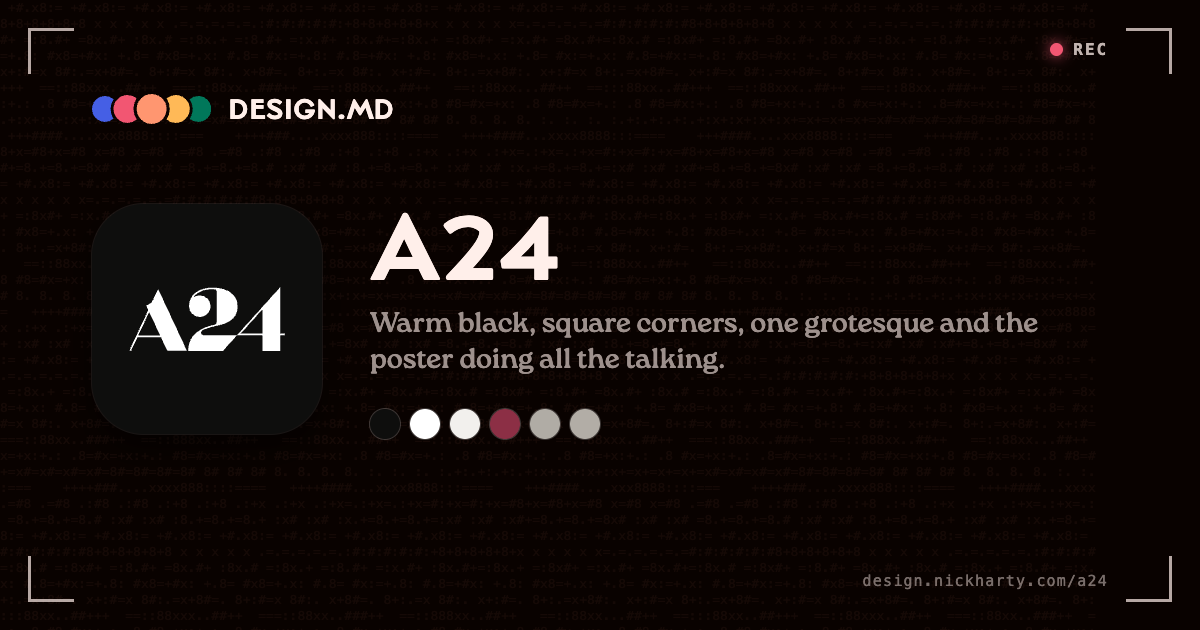 REC
DESIGN.MD
A24
A24
Warm black, square corners, one grotesque and the
poster doing all the talking.
design.nickharty.com/a24